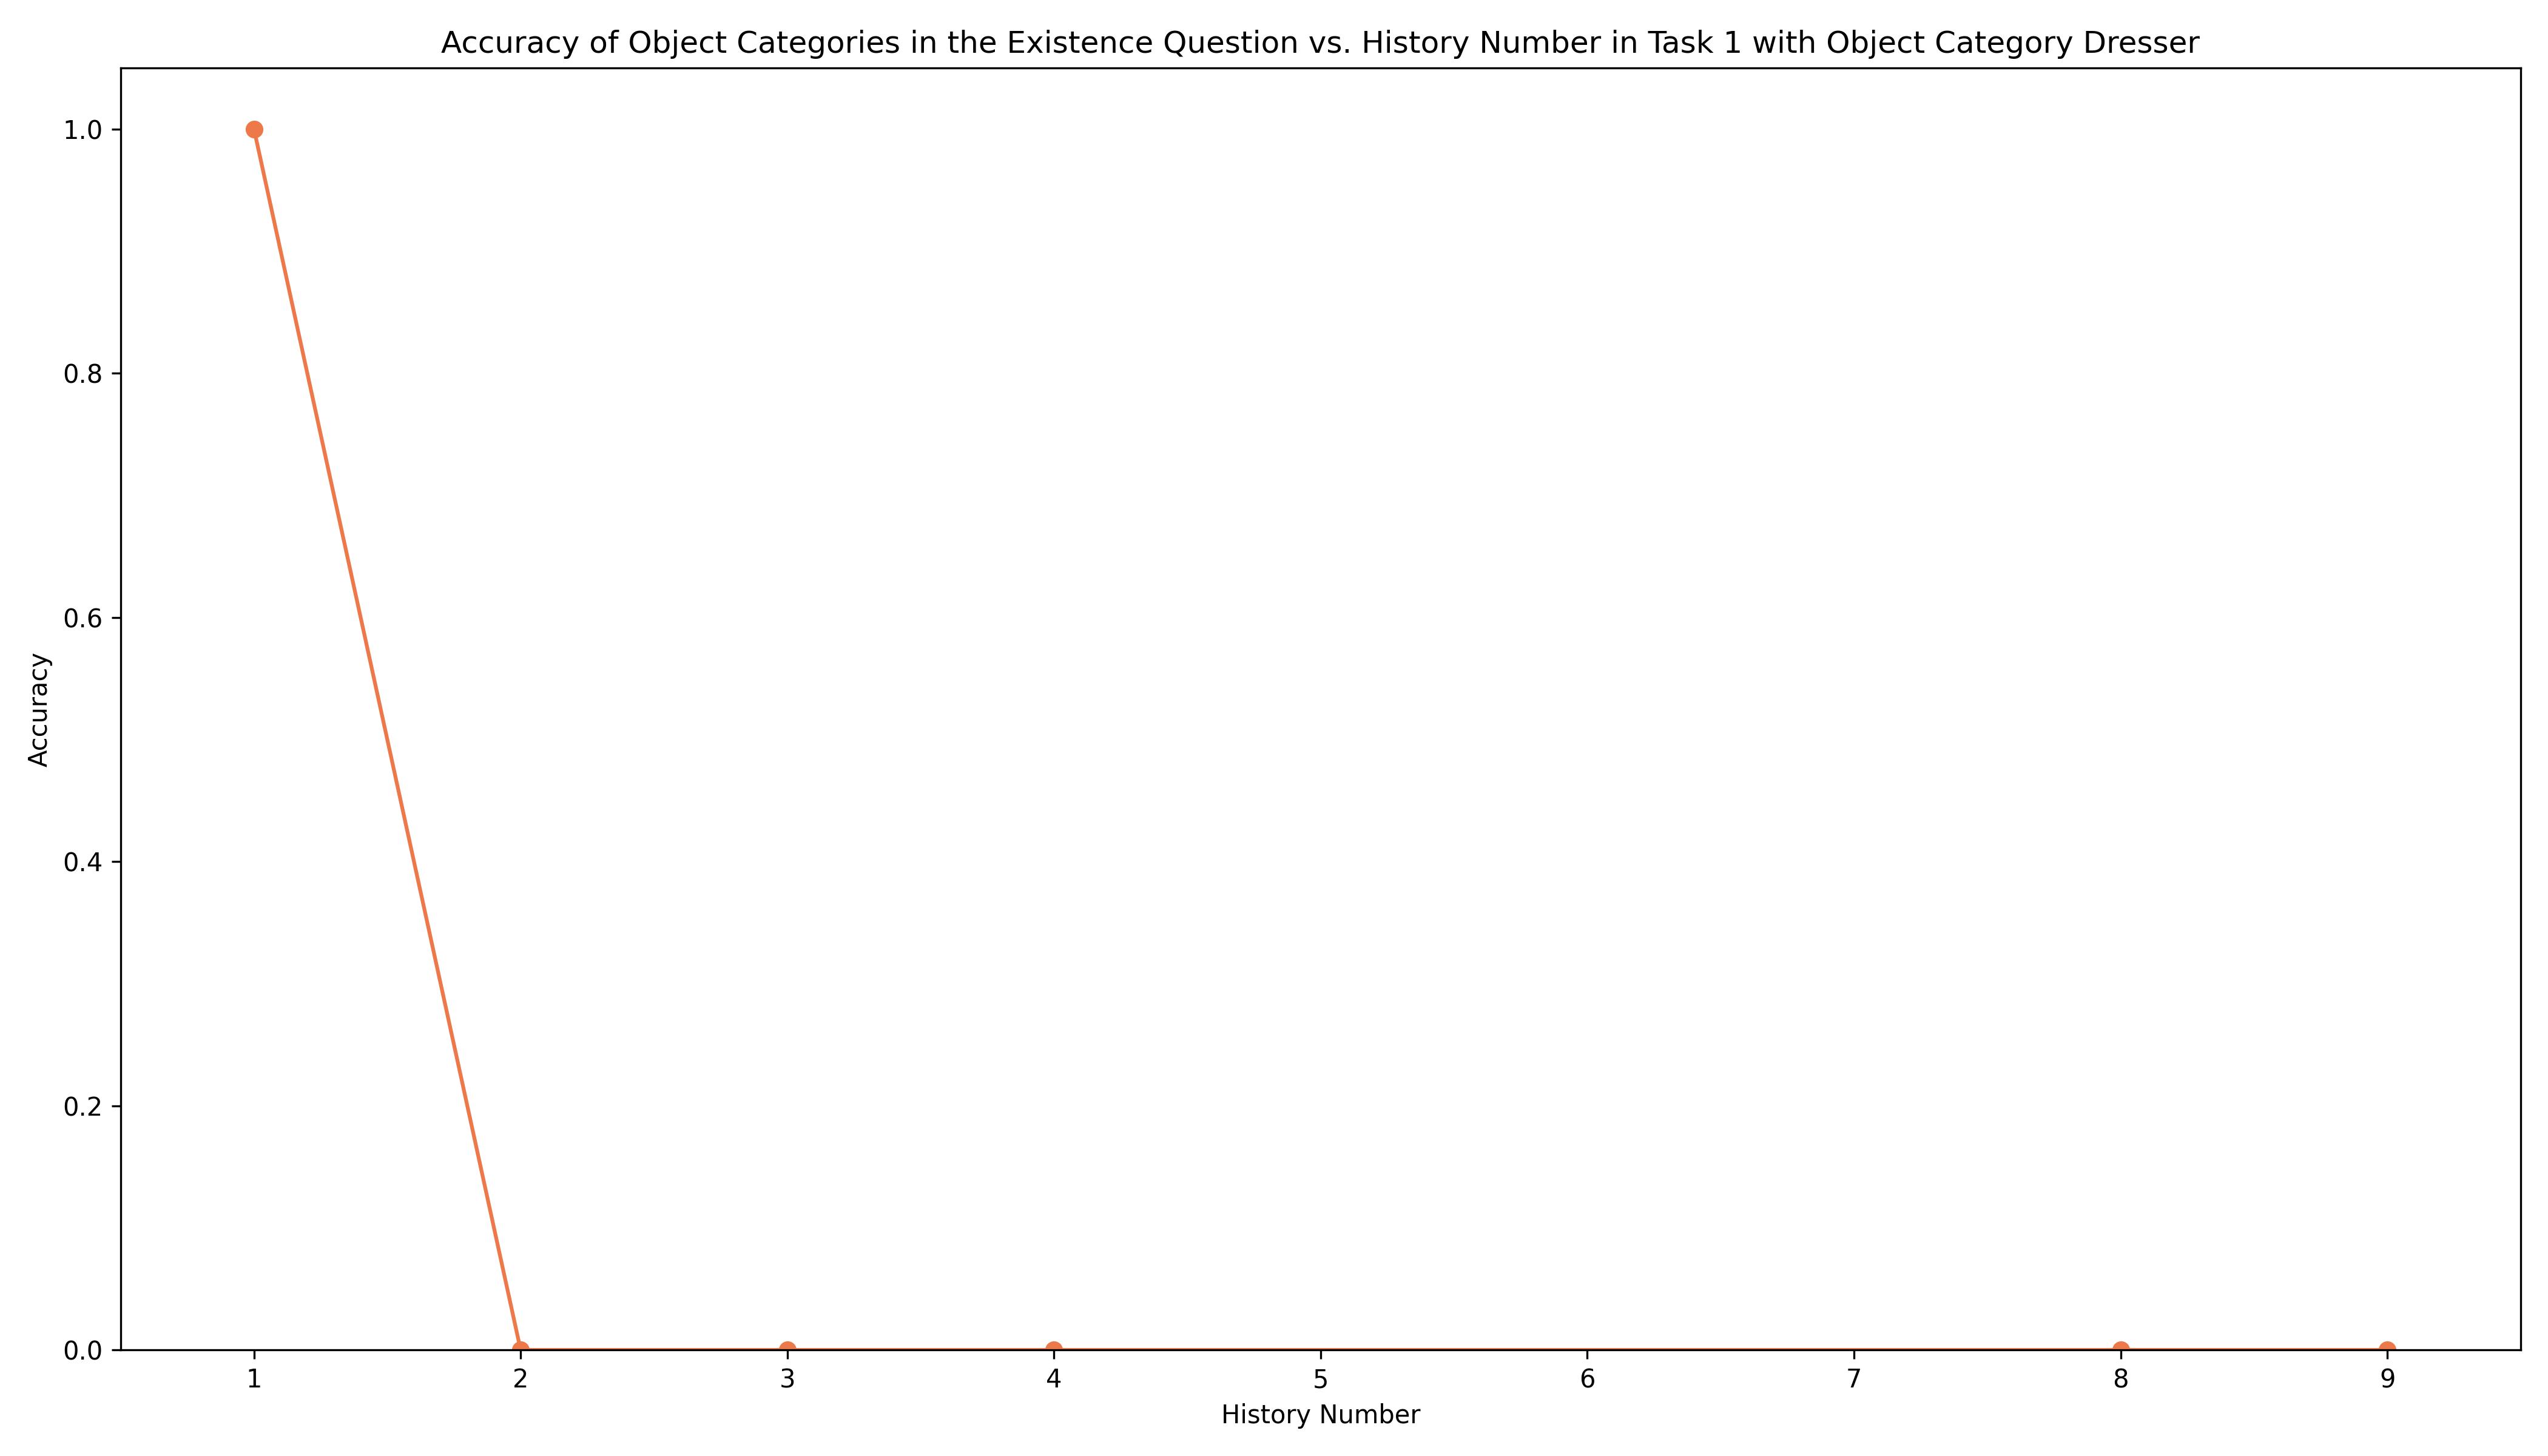 Accuracy of Object Categories in the Existence Question vs. History Number in Task 1 with Object Category Dresser
1.0
0.8
0.6
0.4
0.2
0.0
Accuracy
1 2 3 4 5 6 7 8 9
History Number